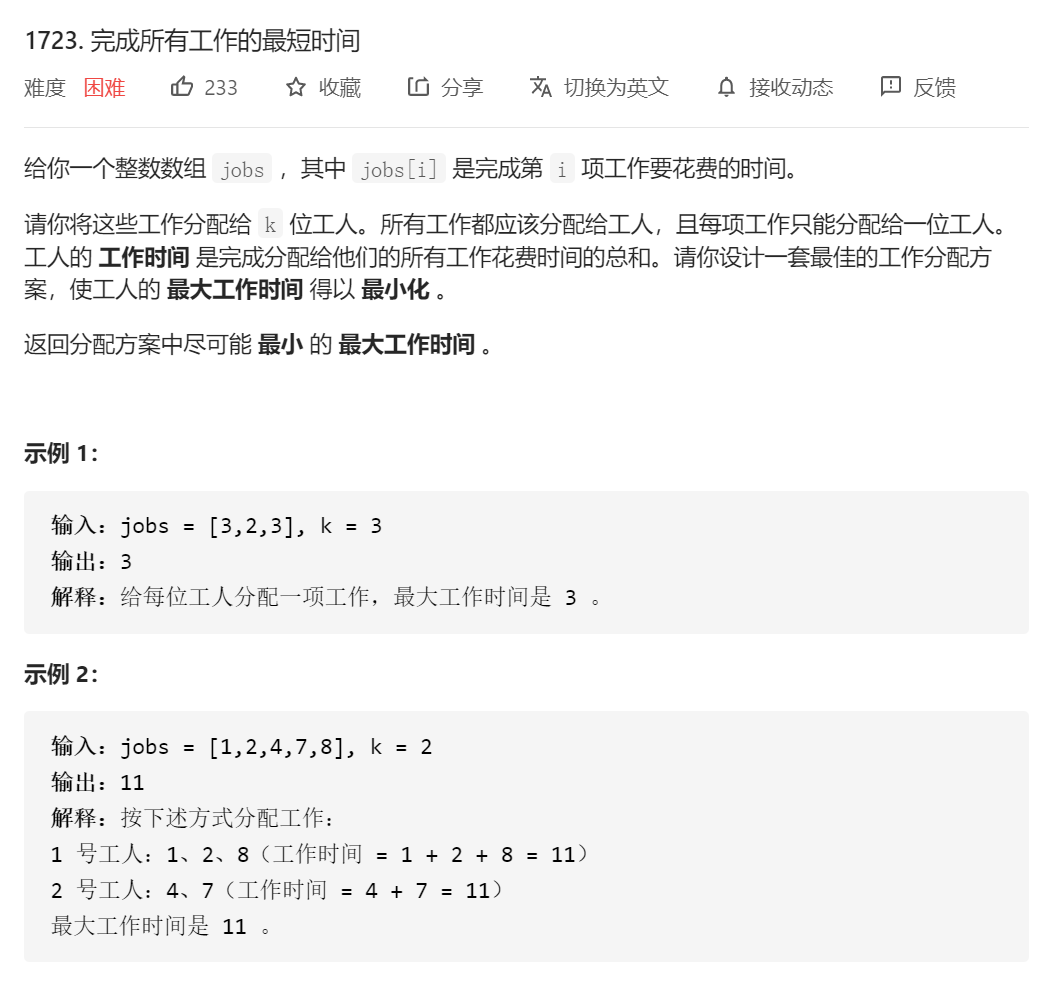 1723. 完成所有工作的最短时间
难度 困难 233 收藏 分享 切换为英文 接收动态 反馈
给你一个整数数组 jobs ，其中 jobs[i] 是完成第 i 项工作要花费的时间。
请你将这些工作分配给 k 位工人。所有工作都应该分配给工人，且每项工作只能分配给一位工人。
工人的 工作时间 是完成分配给他们的所有工作花费时间的总和。请你设计一套最佳的工作分配方
案，使工人的 最大工作时间 得以 最小化 。
返回分配方案中尽可能 最小 的 最大工作时间 。
示例 1：
输入：jobs = [3,2,3], k = 3
输出：3
解释：给每位工人分配一项工作，最大工作时间是 3 。
示例 2：
输入：jobs = [1,2,4,7,8], k = 2
输出：11
解释：按下述方式分配工作：
1 号工人：1、2、8（工作时间 = 1 + 2 + 8 = 11）
2 号工人：4、7（工作时间 = 4 + 7 = 11）
最大工作时间是 11 。